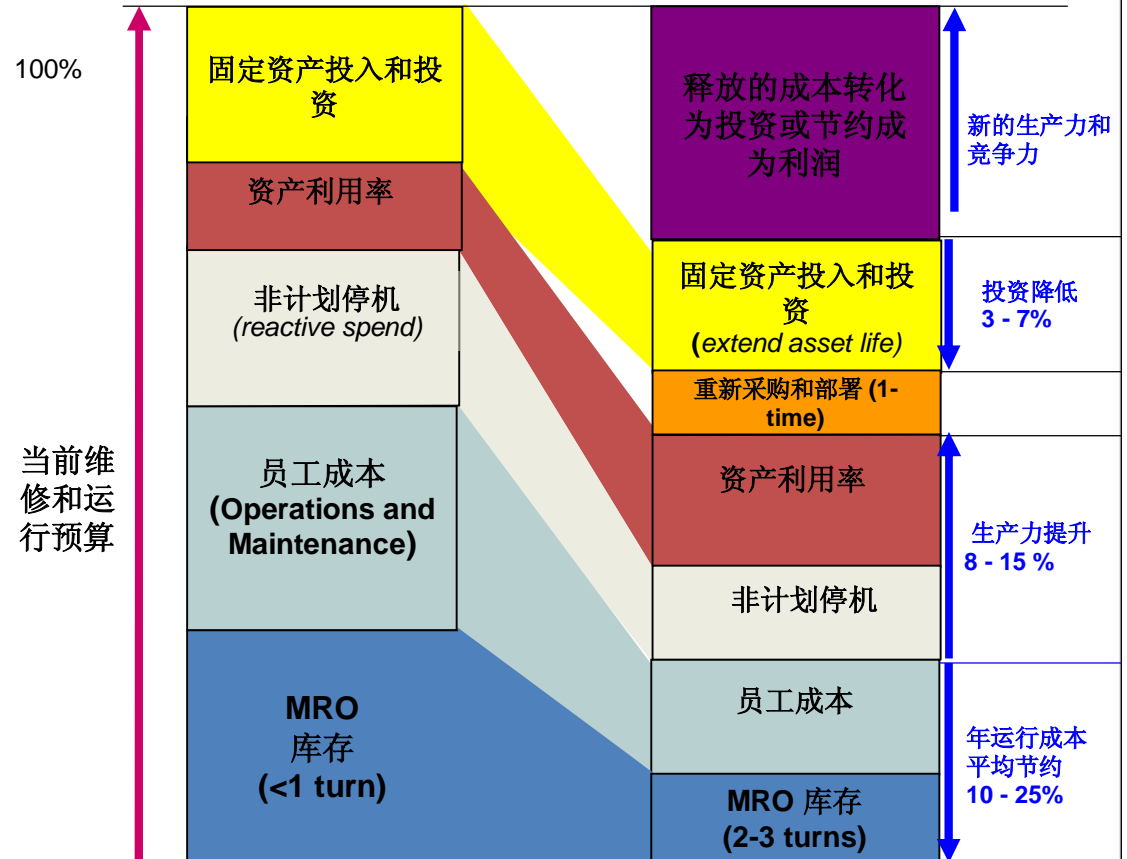 100%
当前维
修和运
行预算
固定资产投入和投
资
资产利用率
非计划停机
(reactive spend)
员工成本
(Operations and
Maintenance)
MRO
库存
(<1 turn)
释放的成本转化
为投资或节约成
为利润
固定资产投入和投
资
(extend asset life)
重新采购和部署 (1-
time)
资产利用率
非计划停机
员工成本
MRO 库存
(2-3 turns)
新的生产力和
竞争力
投资降低
3 - 7%
生产力提升
8 - 15 %
年运行成本
平均节约
10 - 25%